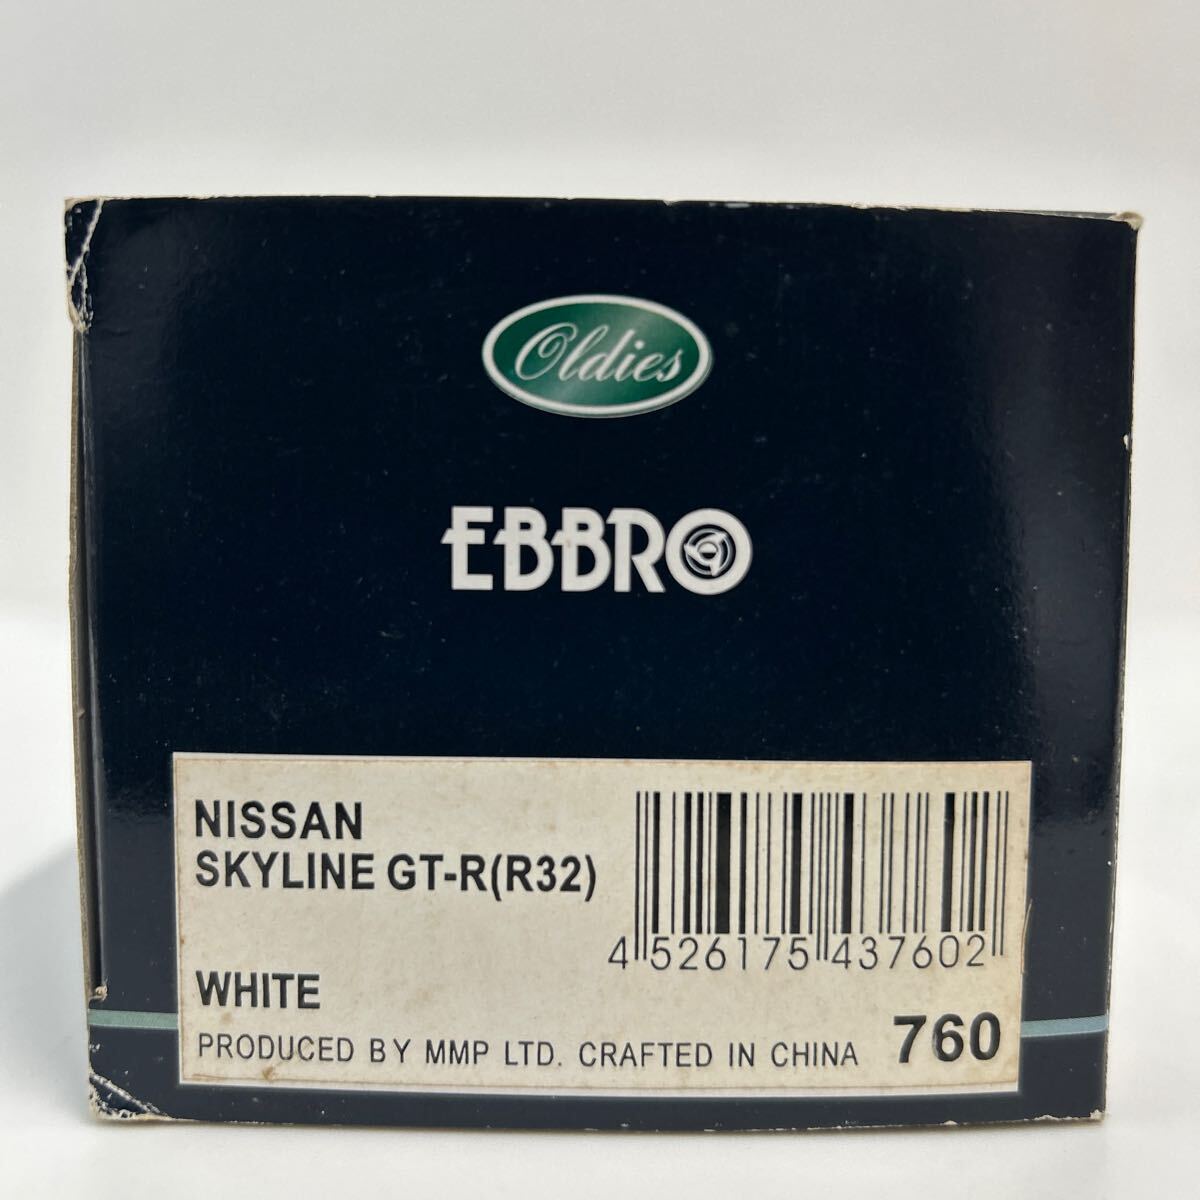 Oldies
EBBRO
NISSAN
SKYLINE GT-R(R32)
4 526175 437602
WHITE
PRODUCED BY MMP LTD. CRAFTED IN CHINA 760